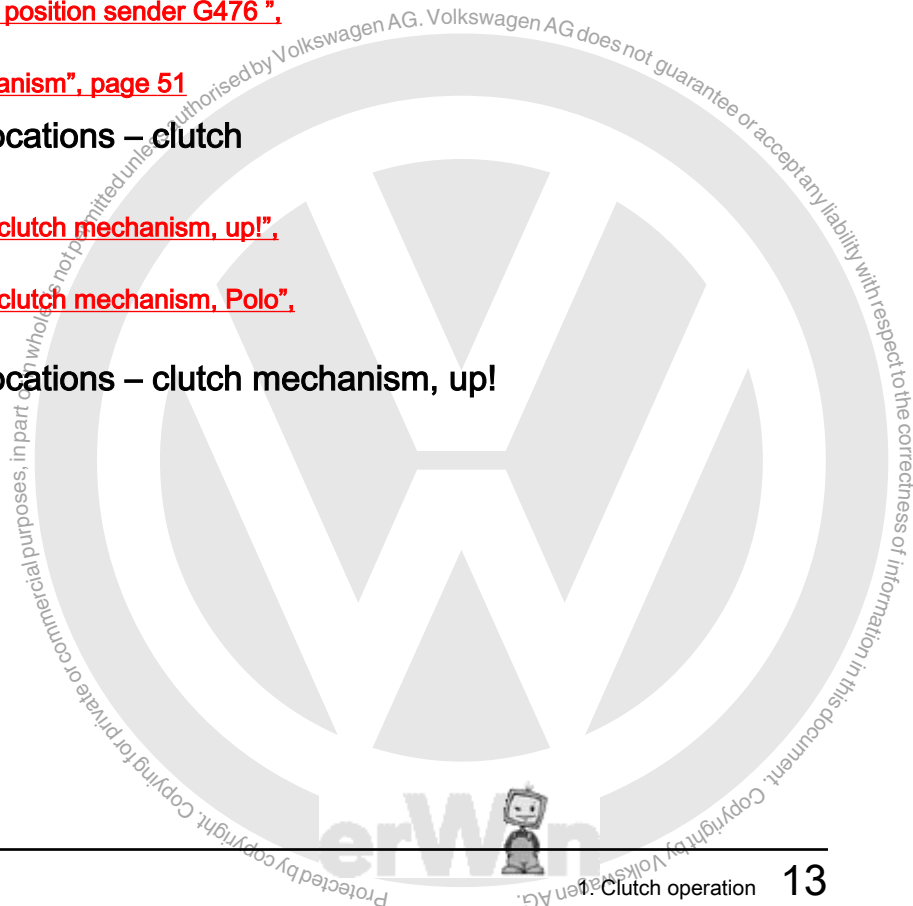 position sender G476 ”,
anism”, page 51
ocations – clutch
clutch mechanism, up!”,
clutch mechanism, Polo”,
ocations – clutch mechanism, up!
Protected by copyright. Copying for private or commercial purposes, in part or in whole, is not permitted unless authorised by Volkswagen AG. Volkswagen AG does not guarantee or accept any liability with respect to the correctness of information in this document. Copyright by Volkswagen AG.
erWin
1. Clutch operation 13